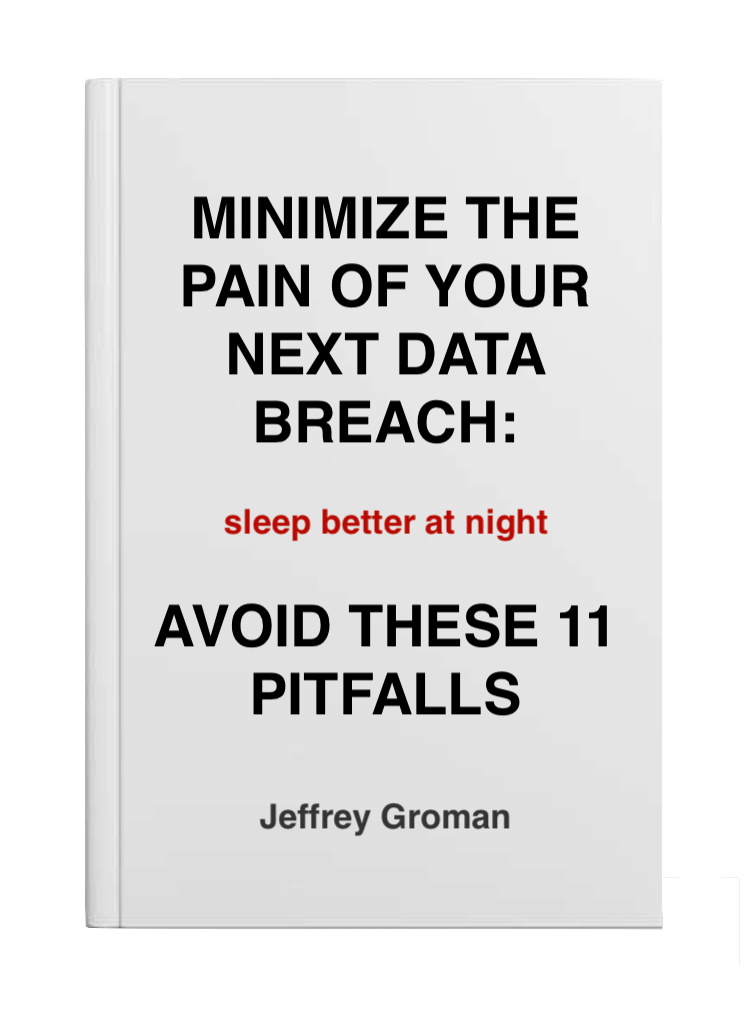 MINIMIZE THE
PAIN OF YOUR
NEXT DATA
BREACH:
sleep better at night
AVOID THESE 11
PITFALLS
Jeffrey Groman